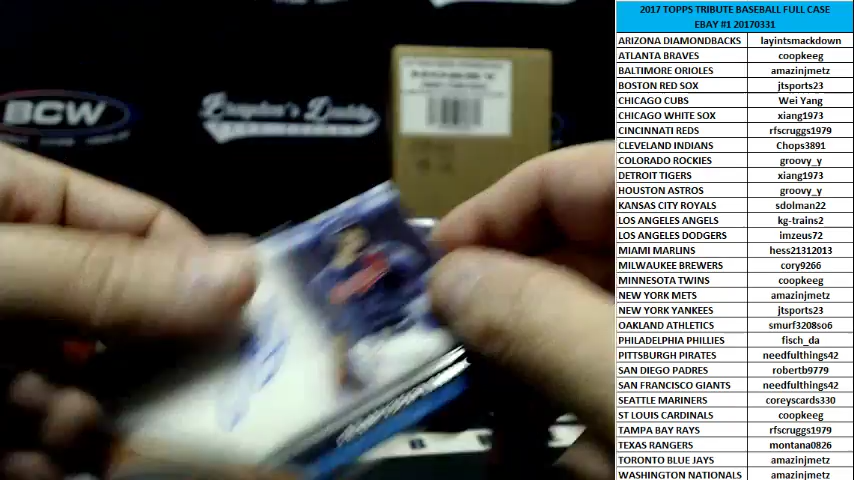 2017 TOPPS TRIBUTE BASEBALL FULL CASE
EBAY #1 20170331
ARIZONA DIAMONDBACKS layintsmackdown
ATLANTA BRAVES coopkeeg
BALTIMORE ORIOLES amazinjmetz
BOSTON RED SOX jtsports23
CHICAGO CUBS Wei Yang
CHICAGO WHITE SOX xiang1973
CINCINNATI REDS rfscruggs1979
CLEVELAND INDIANS Chops3891
COLORADO ROCKIES groovy_y
DETROIT TIGERS xiang1973
HOUSTON ASTROS groovy_y
KANSAS CITY ROYALS sdolman22
LOS ANGELES ANGELS kg-trains2
LOS ANGELES DODGERS imzeus72
MIAMI MARLINS hess21312013
MILWAUKEE BREWERS cory9266
MINNESOTA TWINS coopkeeg
NEW YORK METS amazinjmetz
NEW YORK YANKEES jtsports23
OAKLAND ATHLETICS smurf3208so6
PHILADELPHIA PHILLIES fisch_da
PITTSBURGH PIRATES needfulthings42
SAN DIEGO PADRES robertb9779
SAN FRANCISCO GIANTS needfulthings42
SEATTLE MARINERS coreyscards330
ST LOUIS CARDINALS coopkeeg
TAMPA BAY RAYS rfscruggs1979
TEXAS RANGERS montana0826
TORONTO BLUE JAYS amazinjmetz
WASHINGTON NATIONALS amazinjmetz
BCW
Brayden's Daddy